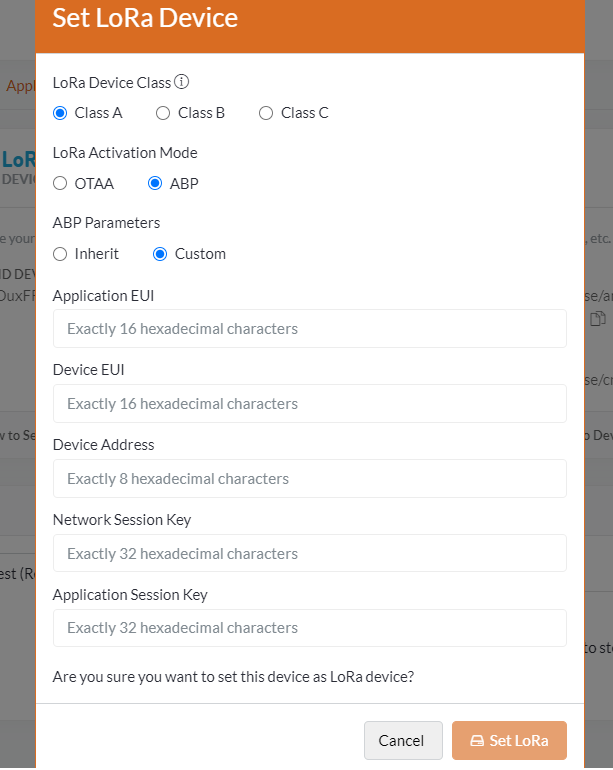 Set LoRa Device
LoRa Device Class
Class A Class B Class C
LoRa Activation Mode
OTAA ABP
ABP Parameters
Inherit Custom
Application EUI
Exactly 16 hexadecimal characters
Device EUI
Exactly 16 hexadecimal characters
Device Address
Exactly 8 hexadecimal characters
Network Session Key
Exactly 32 hexadecimal characters
Application Session Key
Exactly 32 hexadecimal characters
Are you sure you want to set this device as LoRa device?
Cancel Set LoRa